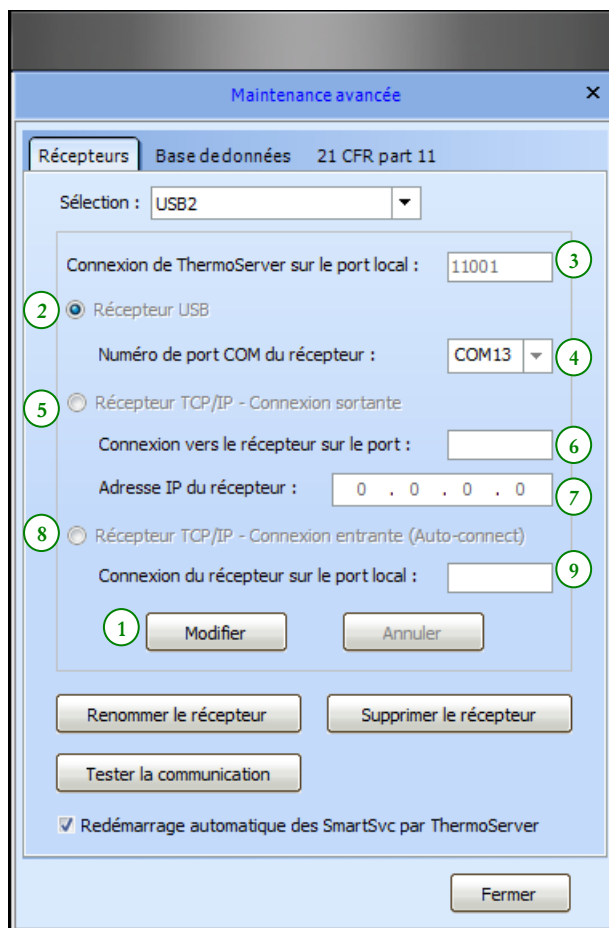 Maintenance avancée
Récepteurs Base de données 21 CFR part 11
Sélection : USB2
Connexion de ThermoServer sur le port local : 11001 3
2 Récepteur USB
Numéro de port COM du récepteur : COM13 4
5 Récepteur TCP/IP - Connexion sortante
Connexion vers le récepteur sur le port : 6
Adresse IP du récepteur : 0 . 0 . 0 . 0 7
8 Récepteur TCP/IP - Connexion entrante (Auto-connect)
Connexion du récepteur sur le port local : 9
1 Modifier Annuler
Renommer le récepteur Supprimer le récepteur
Tester la communication
Redémarrage automatique des SmartSvc par ThermoServer
Fermer